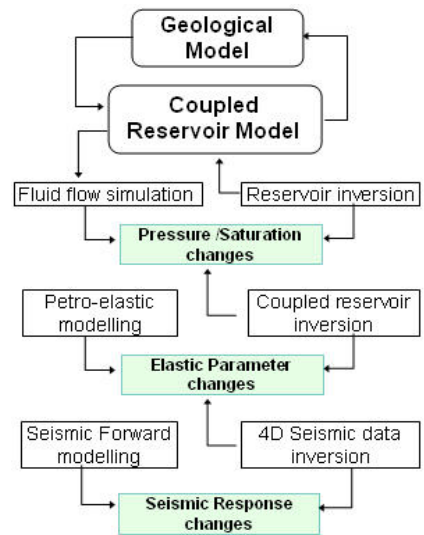 Geological
Model
Coupled
Reservoir Model
Fluid flow simulation
Reservoir inversion
Pressure /Saturation
changes
Petro-elastic
modelling
Coupled reservoir
inversion
Elastic Parameter
changes
Seismic Forward
modelling
4D Seismic data
inversion
Seismic Response
changes